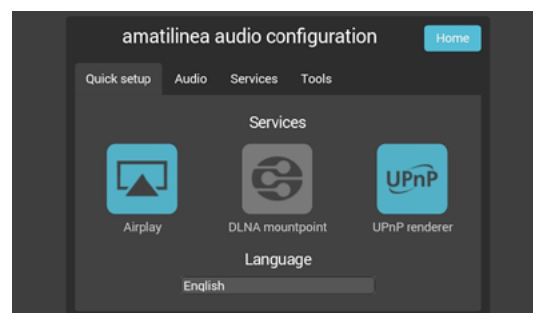 amatilinea audio configuration
Home
Quick setup Audio Services Tools
Services
UPnP
Airplay DLNA mountpoint UPnP renderer
Language
English